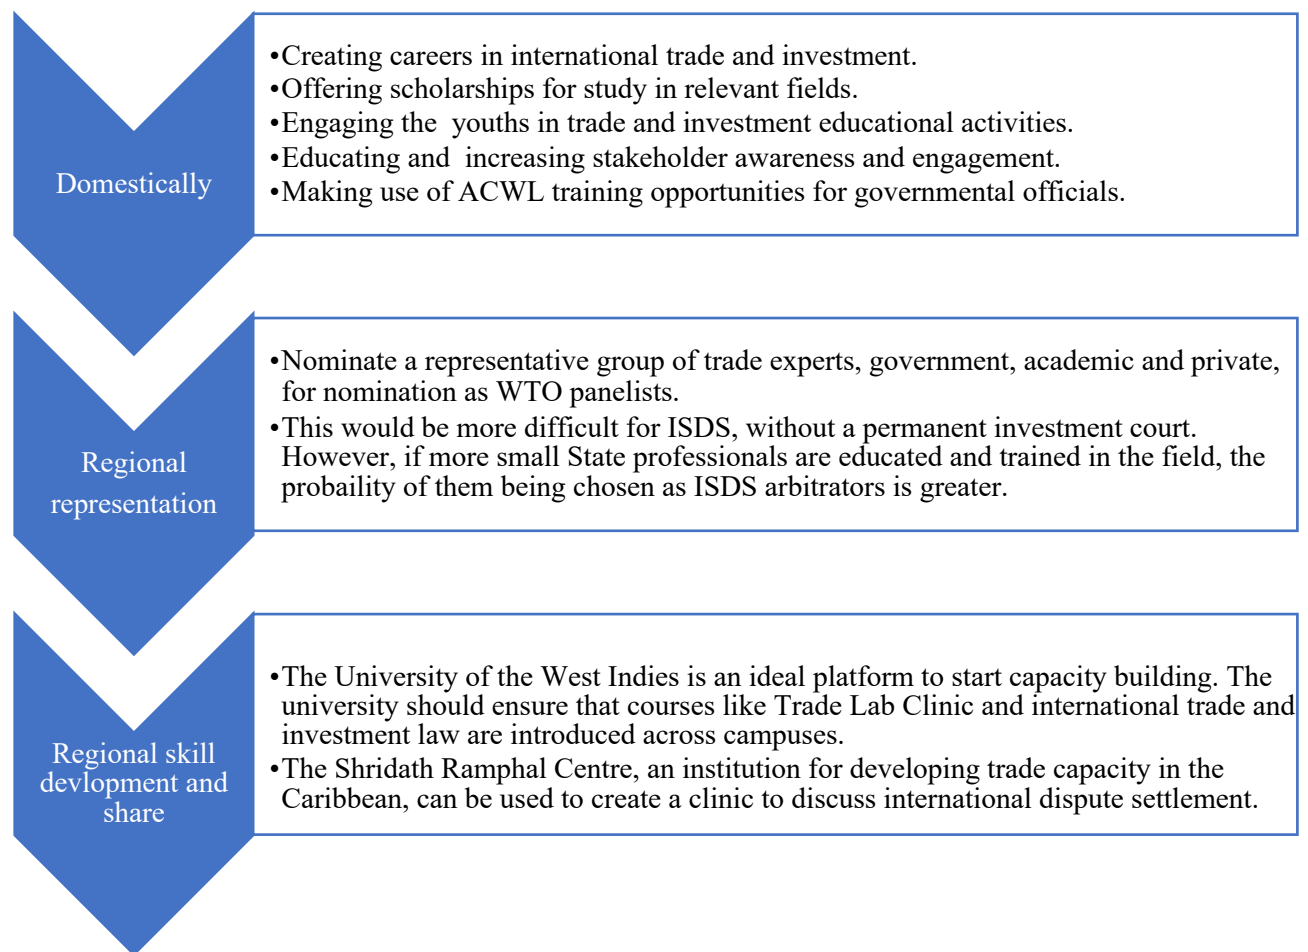 Domestically
•Creating careers in international trade and investment.
•Offering scholarships for study in relevant fields.
•Engaging the  youths in trade and investment educational activities.
•Educating and  increasing stakeholder awareness and engagement.
•Making use of ACWL training opportunities for governmental officials.
Regional
representation
•Nominate a representative group of trade experts, government, academic and private,
for nomination as WTO panelists.
•This would be more difficult for ISDS, without a permanent investment court.
However, if more small State professionals are educated and trained in the field, the
probaility of them being chosen as ISDS arbitrators is greater.
Regional skill
devlopment and
share
•The University of the West Indies is an ideal platform to start capacity building. The
university should ensure that courses like Trade Lab Clinic and international trade and
investment law are introduced across campuses.
•The Shridath Ramphal Centre, an institution for developing trade capacity in the
Caribbean, can be used to create a clinic to discuss international dispute settlement.